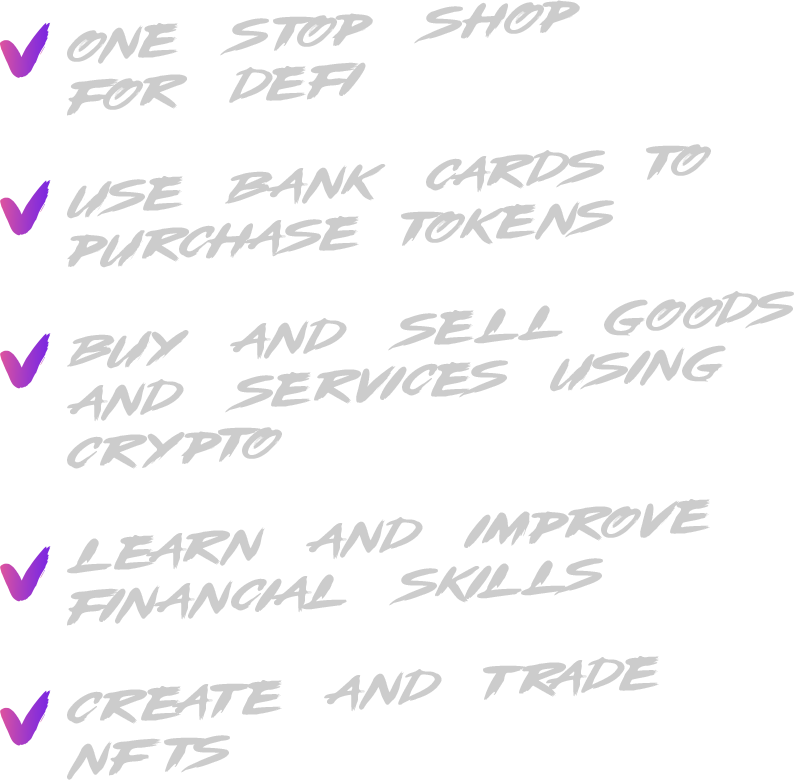 ONE STOP SHOP
FOR DEFI
USE BANK CARDS TO
PURCHASE TOKENS
BUY AND SELL GOODS
AND SERVICES USING
CRYPTO
LEARN AND IMPROVE
FINANCIAL SKILLS
CREATE AND TRADE
NFTS